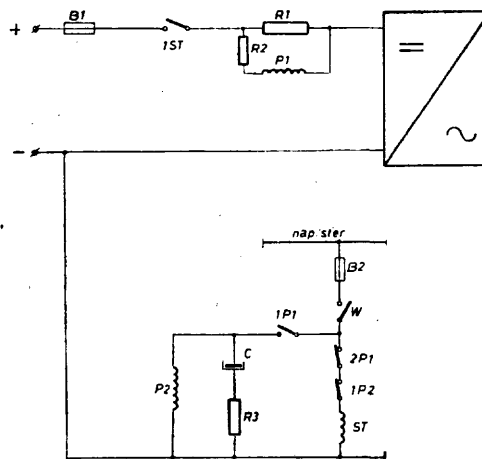 +
B1
1ST
R1
R2
P1
=
-
~
nap. ster
B2
W
1P1
2P1
C
P2
1P2
R3
ST